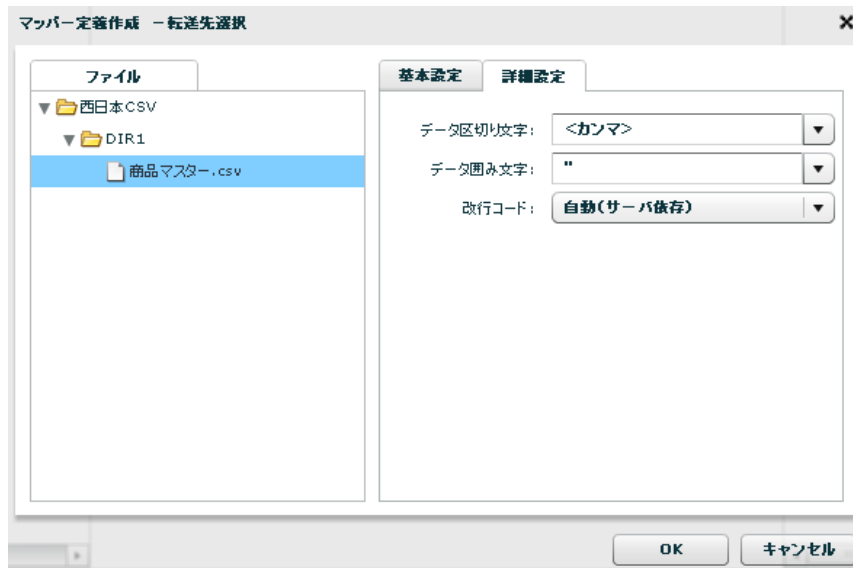 マッパー定義作成 －転送先選択
ファイル
西日本CSV
DIR1
商品マスター.csv
基本設定
詳細設定
データ区切り文字: <カンマ>
データ囲み文字: "
改行コード: 自動(サーバ依存)
OK
キャンセル